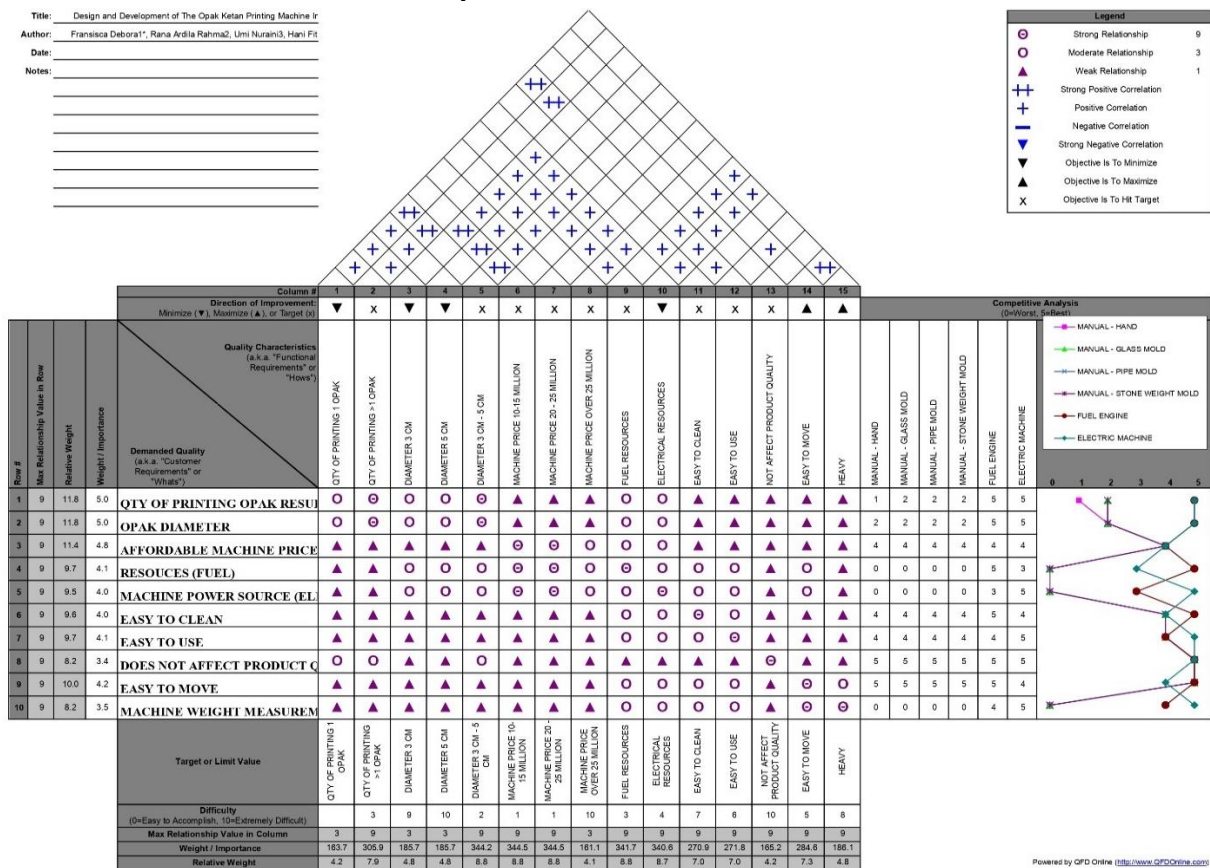 Title: Design and Development of The Opak Ketan Printing Machine Ir
Author: Fransisca Debora1*, Rana Ardila Rahma2, Umi Nuraini3, Hani Fit
Date:
Notes:
Legend
Strong Relationship 9
Moderate Relationship 3
Weak Relationship 1
Strong Positive Correlation
Positive Correlation
Negative Correlation
Strong Negative Correlation
Objective Is To Minimize
Objective Is To Maximize
x Objective Is To Hit Target
Column # 1 2 3 4 5 6 7 8 9 10 11 12 13 14 15
Direction of Improvement:
Minimize (▼), Maximize (▲), or Target (x)
▼ x ▼ ▼ x x x x x ▼ x x x ▲ ▲
Competitive Analysis
(0=Worst, 5=Best)
Row #
Max Relationship Value in Row
Relative Weight
Weight / Importance
Quality Characteristics
(a.k.a. "Functional
Requirements" or
"Hows")
Demanded Quality
(a.k.a. "Customer
Requirements" or
"Whats")
QTY OF PRINTING 1 OPAK
QTY OF PRINTING >1 OPAK
DIAMETER 3 CM
DIAMETER 5 CM
DIAMETER 3 CM - 5 CM
MACHINE PRICE 10-15 MILLION
MACHINE PRICE 20 - 25 MILLION
MACHINE PRICE OVER 25 MILLION
FUEL RESOURCES
ELECTRICAL RESOURCES
EASY TO CLEAN
EASY TO USE
NOT AFFECT PRODUCT QUALITY
EASY TO MOVE
HEAVY
MANUAL - HAND
MANUAL - GLASS MOLD
MANUAL - PIPE MOLD
MANUAL - STONE WEIGHT MOLD
FUEL ENGINE
ELECTRIC MACHINE
MANUAL - HAND
MANUAL - GLASS MOLD
MANUAL - PIPE MOLD
MANUAL - STONE WEIGHT MOLD
FUEL ENGINE
ELECTRIC MACHINE
0 1 2 3 4 5
1 9 11.8 5.0 QTY OF PRINTING OPAK RESUL 1 2 2 2 5 5
2 9 11.8 5.0 OPAK DIAMETER 2 2 2 2 5 5
3 9 11.4 4.8 AFFORDABLE MACHINE PRICE 4 4 4 4 5 4
4 9 9.7 4.1 RESOUCES (FUEL) 0 0 0 0 5 3
5 9 9.5 4.0 MACHINE POWER SOURCE (EL 0 0 0 0 3 5
6 9 9.6 4.0 EASY TO CLEAN 4 4 4 4 5 4
7 9 9.7 4.1 EASY TO USE 4 4 4 4 4 5
8 9 8.2 3.4 DOES NOT AFFECT PRODUCT Q 5 5 5 5 5 5
9 9 10.0 4.2 EASY TO MOVE 5 5 5 5 5 4
10 9 8.2 3.5 MACHINE WEIGHT MEASUREM 0 0 0 0 4 5
Target or Limit Value
QTY OF PRINTING 1 OPAK
QTY OF PRINTING >1 OPAK
DIAMETER 3 CM
DIAMETER 5 CM
DIAMETER 3 CM - 5 CM
MACHINE PRICE 10-15 MILLION
MACHINE PRICE 20 - 25 MILLION
MACHINE PRICE OVER 25 MILLION
FUEL RESOURCES
ELECTRICAL RESOURCES
EASY TO CLEAN
EASY TO USE
NOT AFFECT PRODUCT QUALITY
EASY TO MOVE
HEAVY
Difficulty
(0=Easy to Accomplish, 10=Extremely Difficult)
3 9 10 2 1 1 10 3 4 7 6 10 5 8
Max Relationship Value in Column 3 9 3 3 9 9 9 3 9 9 9 9 9 9 9
Weight / Importance 163.7 305.9 185.7 185.7 344.2 344.5 344.5 161.1 341.7 340.6 270.9 271.8 165.2 284.6 186.1
Relative Weight 4.2 7.9 4.8 4.8 8.8 8.8 8.8 4.1 8.8 8.7 7.0 7.0 4.2 7.3 4.8
Powered by QFD Online (http://www.QFDOnline.com)